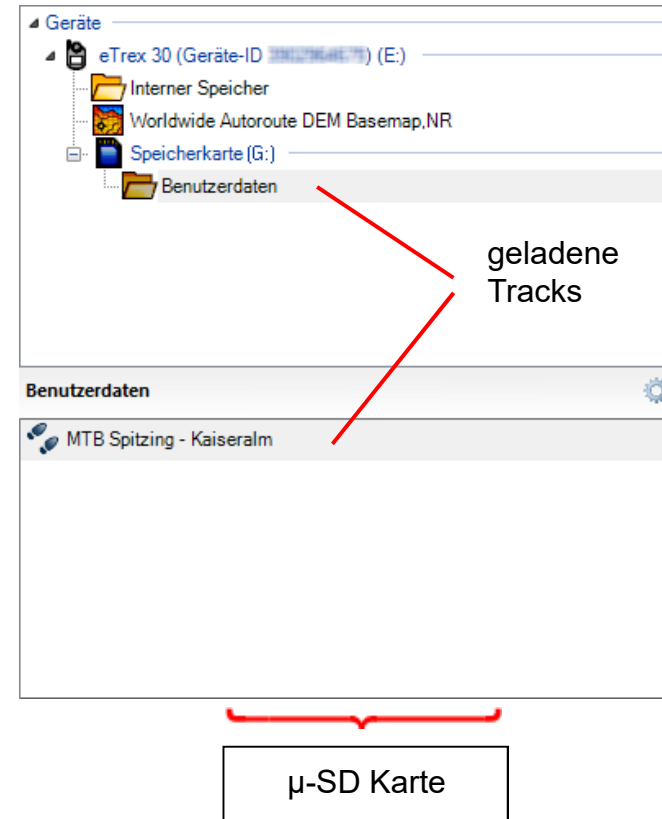 Geräte
eTrex 30 (Geräte-ID ) (E:)
Interner Speicher
Worldwide Autoroute DEM Basemap,NR
Speicherkarte (G:)
Benutzerdaten
geladene
Tracks
Benutzerdaten
MTB Spitzing - Kaiseralm
µ-SD Karte